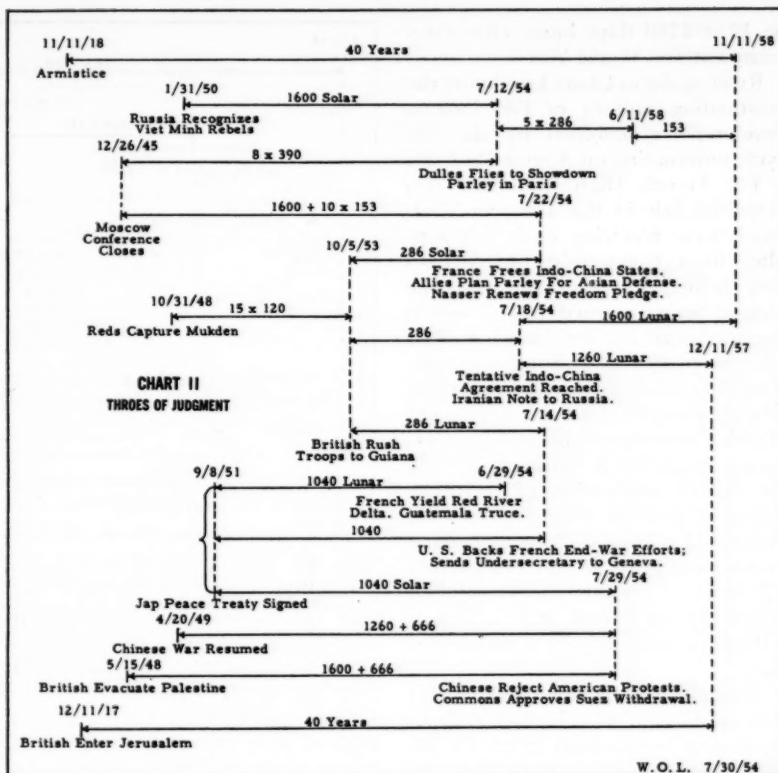 11/11/18 11/11/58
40 Years
Armistice
1/31/50 7/12/54
1600 Solar
6/11/58
Russia Recognizes
Viet Minh Rebels
5 x 286
153
12/26/45
8 x 390
Dulles Flies to Showdown
Parley in Paris
7/22/54
1600 + 10 x 153
Moscow
Conference
Closes
10/5/53
286 Solar
France Frees Indo-China States.
Allies Plan Parley For Asian Defense.
Nasser Renews Freedom Pledge.
10/31/48
15 x 120
7/18/54
1600 Lunar
Reds Capture Mukden
286
12/11/57
1260 Lunar
CHART II
THROES OF JUDGMENT
Tentative Indo-China
Agreement Reached.
Iranian Note to Russia.
7/14/54
286 Lunar
British Rush
Troops to Guiana
9/8/51
1040 Lunar
6/29/54
French Yield Red River
Delta. Guatemala Truce.
1040
U. S. Backs French End-War Efforts;
Sends Undersecretary to Geneva.
7/29/54
1040 Solar
Jap Peace Treaty Signed
4/20/49
1260 + 666
Chinese War Resumed
5/15/48
1600 + 666
British Evacuate Palestine
Chinese Reject American Protests.
Commons Approves Suez Withdrawal.
12/11/17
40 Years
British Enter Jerusalem
W. O. L. 7/30/54